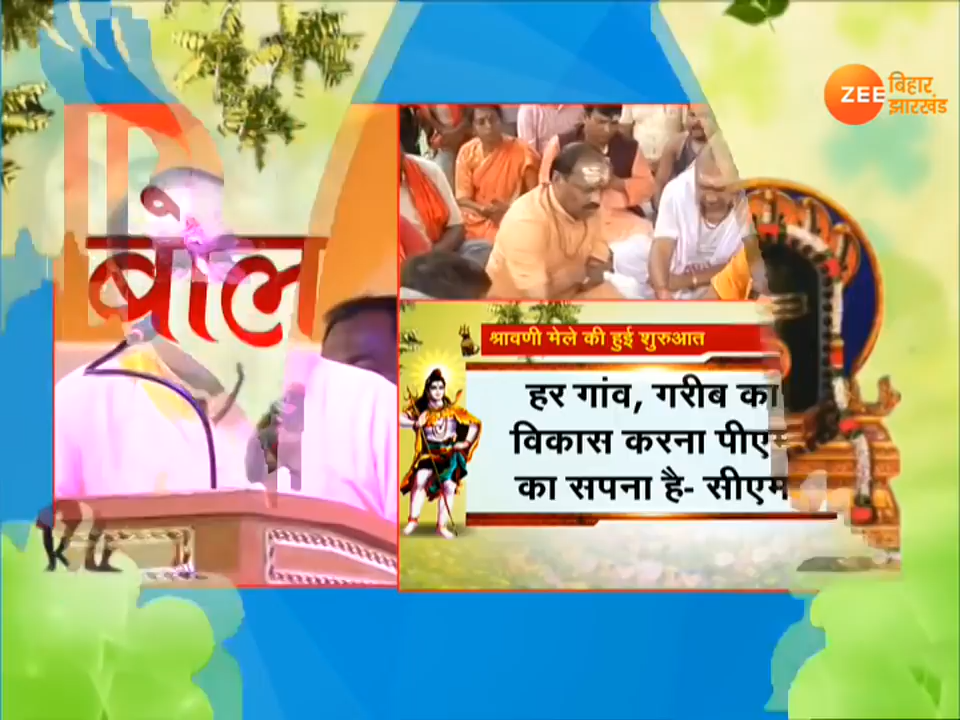 ZEE बिहार
झारखंड
बोल
श्रावणी मेले की हुई शुरुआत
हर गांव, गरीब का
विकास करना पीएम
का सपना है- सीएम